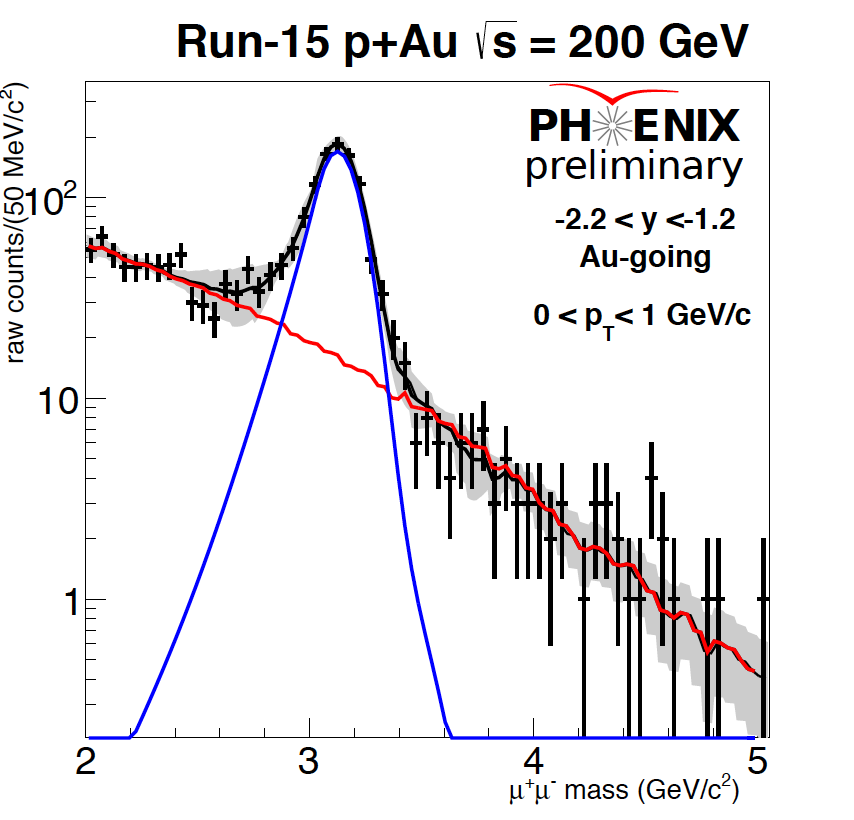 Run-15 p+Au √s = 200 GeV
PHENIX
preliminary
-2.2 < y <-1.2
Au-going
0 < p_T< 1 GeV/c
raw counts/(50 MeV/c²)
10²
10
1
2 3 4 5
μ⁺μ⁻ mass (GeV/c²)